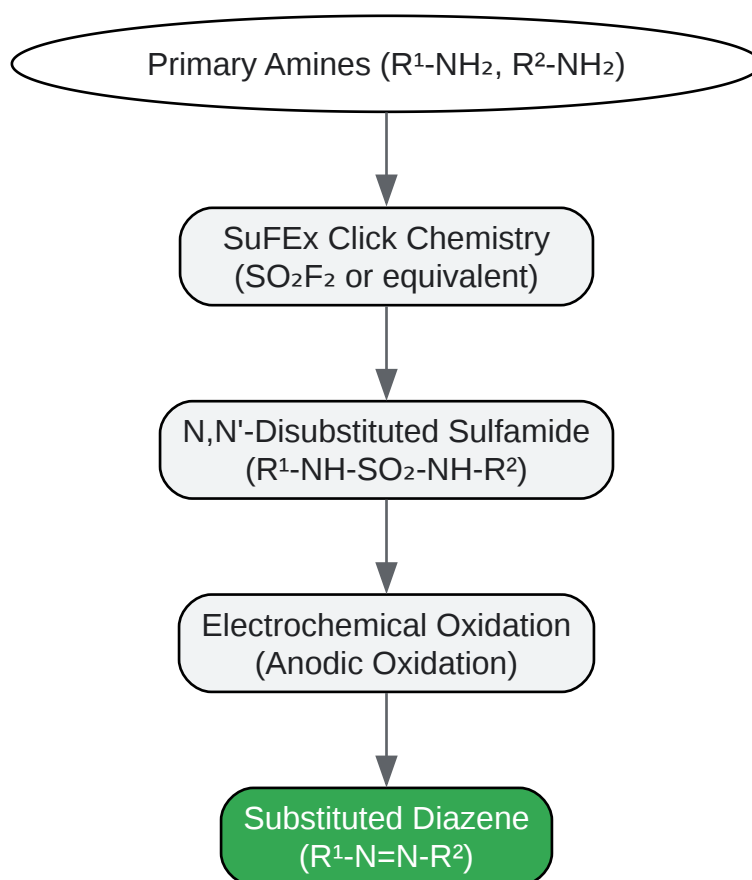 Primary Amines (R¹-NH₂, R²-NH₂)
SuFEx Click Chemistry
(SO₂F₂ or equivalent)
N,N'-Disubstituted Sulfamide
(R¹-NH-SO₂-NH-R²)
Electrochemical Oxidation
(Anodic Oxidation)
Substituted Diazene
(R¹-N=N-R²)